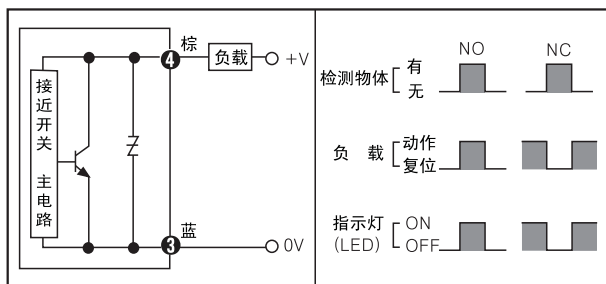 接近开关 主电路
棕
4
负载
+V
蓝
3
0V
NO NC
检测物体 有
无
负 载 动作
复位
指示灯 ON
(LED) OFF